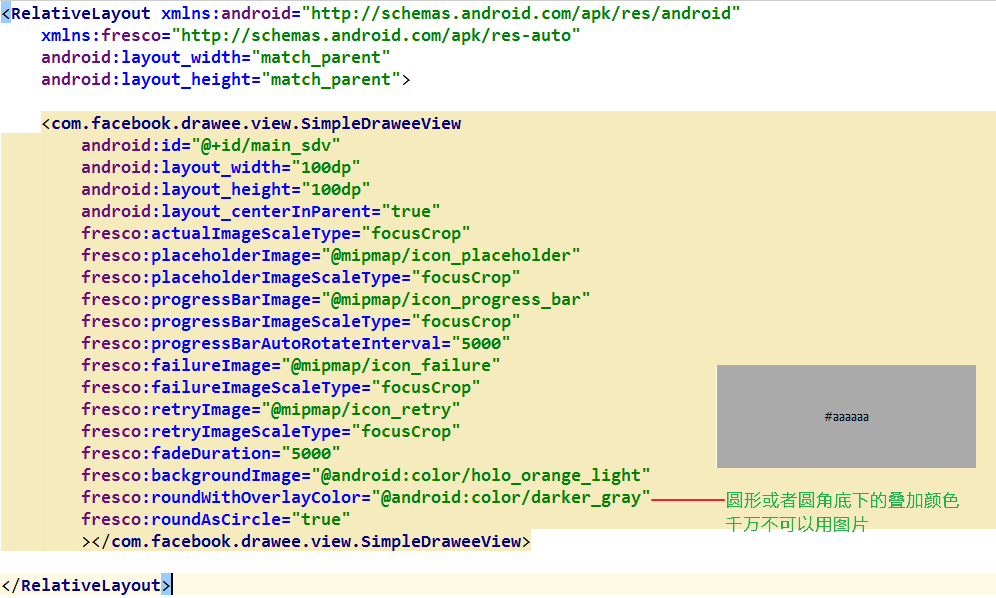 <RelativeLayout xmlns:android="http://schemas.android.com/apk/res/android"
xmlns:fresco="http://schemas.android.com/apk/res-auto"
android:layout_width="match_parent"
android:layout_height="match_parent">
<com.facebook.drawee.view.SimpleDraweeView
android:id="@+id/main_sdv"
android:layout_width="100dp"
android:layout_height="100dp"
android:layout_centerInParent="true"
fresco:actualImageScaleType="focusCrop"
fresco:placeholderImage="@mipmap/icon_placeholder"
fresco:placeholderImageScaleType="focusCrop"
fresco:progressBarImage="@mipmap/icon_progress_bar"
fresco:progressBarImageScaleType="focusCrop"
fresco:progressBarAutoRotateInterval="5000"
fresco:failureImage="@mipmap/icon_failure"
fresco:failureImageScaleType="focusCrop"
fresco:retryImage="@mipmap/icon_retry"
fresco:retryImageScaleType="focusCrop"
fresco:fadeDuration="5000"
fresco:backgroundImage="@android:color/holo_orange_light"
fresco:roundWithOverlayColor="@android:color/darker_gray"
fresco:roundAsCircle="true"
></com.facebook.drawee.view.SimpleDraweeView>
</RelativeLayout>
#aaaaaa
圆形或者圆角底下的叠加颜色
千万不可以用图片